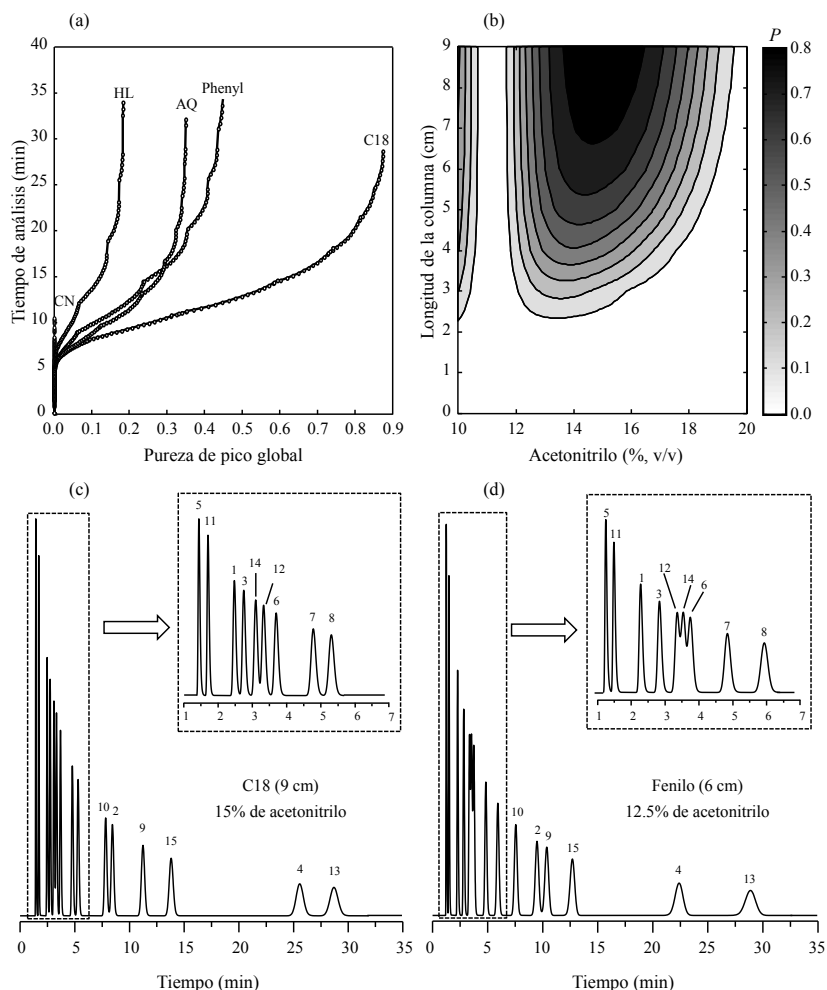 (a)
40
35
30
25
20
15
10
5
0
Tiempo de análisis (min)
HL
AQ
Phenyl
C18
CN
0.0 0.1 0.2 0.3 0.4 0.5 0.6 0.7 0.8 0.9
Pureza de pico global
(b)
9
8
7
6
5
4
3
2
1
0
Longitud de la columna (cm)
10 12 14 16 18 20
Acetonitrilo (%, v/v)
P
0.8
0.7
0.6
0.5
0.4
0.3
0.2
0.1
0.0
(c)
5
11
1
3
14
12
6
7
8
1 2 3 4 5 6 7
C18 (9 cm)
15% de acetonitrilo
10
2
9
15
4
13
0 5 10 15 20 25 30 35
Tiempo (min)
(d)
5
11
1
3
12
14
6
7
8
1 2 3 4 5 6 7
Fenilo (6 cm)
12.5% de acetonitrilo
10
2
9
15
4
13
0 5 10 15 20 25 30 35
Tiempo (min)